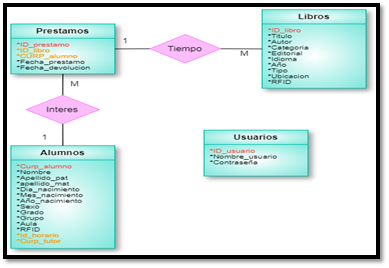 Prestamos
*ID_prestamo
*ID_libro
*CURP_alumno
*Fecha_prestamo
*Fecha_devolucion
1
Tiempo
M
Libros
*ID_libro
*Titulo
*Autor
*Categoria
*Editorial
*Idioma
*Año
*Tipo
*Ubicacion
*RFID
M
Interes
1
Alumnos
*Curp_alumno
*Nombre
*Apellido_pat
*apellido_mat
*Dia_nacimiento
*Mes_nacimiento
*Año_nacimiento
*Sexo
*Grado
*Grupo
*Aula
*RFID
*Id_horario
*Curp_tutor
Usuarios
*ID_usuario
*Nombre_usuario
*Contraseña